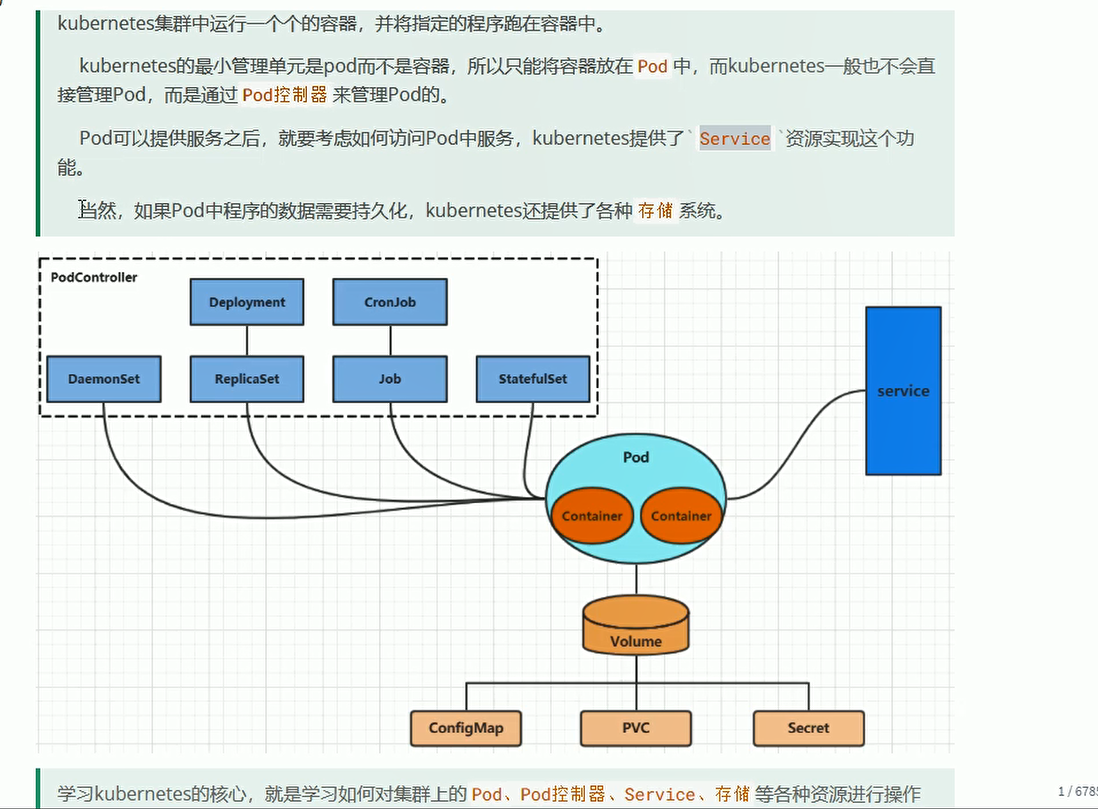 kubernetes集群中运行一个个的容器，并将指定的程序跑在容器中。
kubernetes的最小管理单元是pod而不是容器，所以只能将容器放在 Pod 中，而kubernetes一般也不会直
接管理Pod，而是通过 Pod控制器 来管理Pod的。
Pod可以提供服务之后，就要考虑如何访问Pod中服务，kubernetes提供了` Service `资源实现这个功
能。
当然，如果Pod中程序的数据需要持久化，kubernetes还提供了各种 存储 系统。
PodController
Deployment
CronJob
DaemonSet
ReplicaSet
Job
StatefulSet
service
Pod
Container
Container
Volume
ConfigMap
PVC
Secret
学习kubernetes的核心，就是学习如何对集群上的 Pod、Pod控制器、Service、存储 等各种资源进行操作